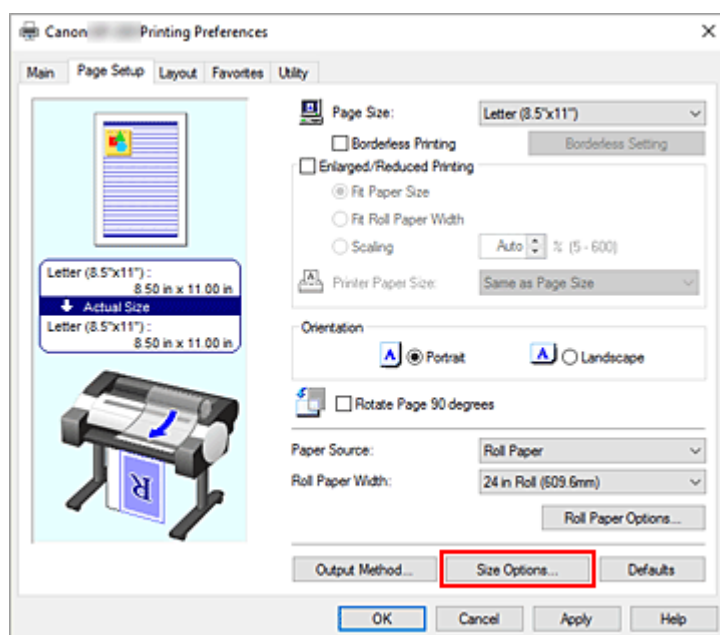 Canon Printing Preferences
Main Page Setup Layout Favorites Utility
Page Size: Letter (8.5"x11")
Borderless Printing Borderless Setting
Enlarged/Reduced Printing
Fit Paper Size
Fit Roll Paper Width
Scaling Auto % (5 - 600)
Printer Paper Size: Same as Page Size
Letter (8.5"x11") :
8.50 in x 11.00 in
Actual Size
Letter (8.5"x11") :
8.50 in x 11.00 in
Orientation
A Portrait A Landscape
Rotate Page 90 degrees
Paper Source: Roll Paper
Roll Paper Width: 24 in Roll (609.6mm)
Roll Paper Options...
R
Output Method... Size Options... Defaults
OK Cancel Apply Help